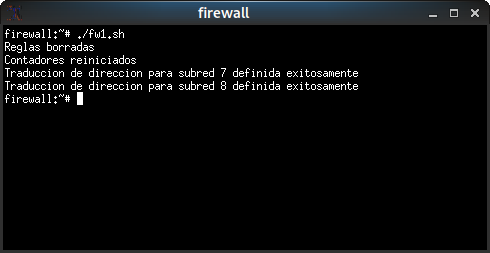 firewall
firewall:~# ./fw1.sh
Reglas borradas
Contadores reiniciados
Traduccion de direccion para subred 7 definida exitosamente
Traduccion de direccion para subred 8 definida exitosamente
firewall:~#